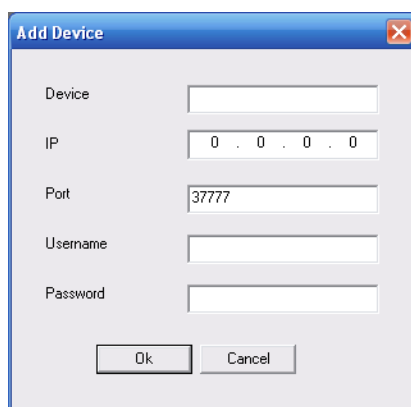 Add Device
Device
IP 0 . 0 . 0 . 0
Port 37777
Username
Password
Ok Cancel